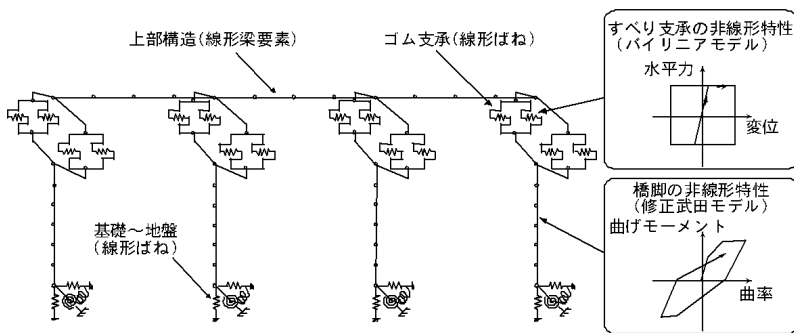 上部構造(線形梁要素)
ゴム支承(線形ばね)
すべり支承の非線形特性
(バイリニアモデル)
水平力
変位
橋脚の非線形特性
(修正武田モデル)
曲げモーメント
曲率
基礎～地盤
(線形ばね)